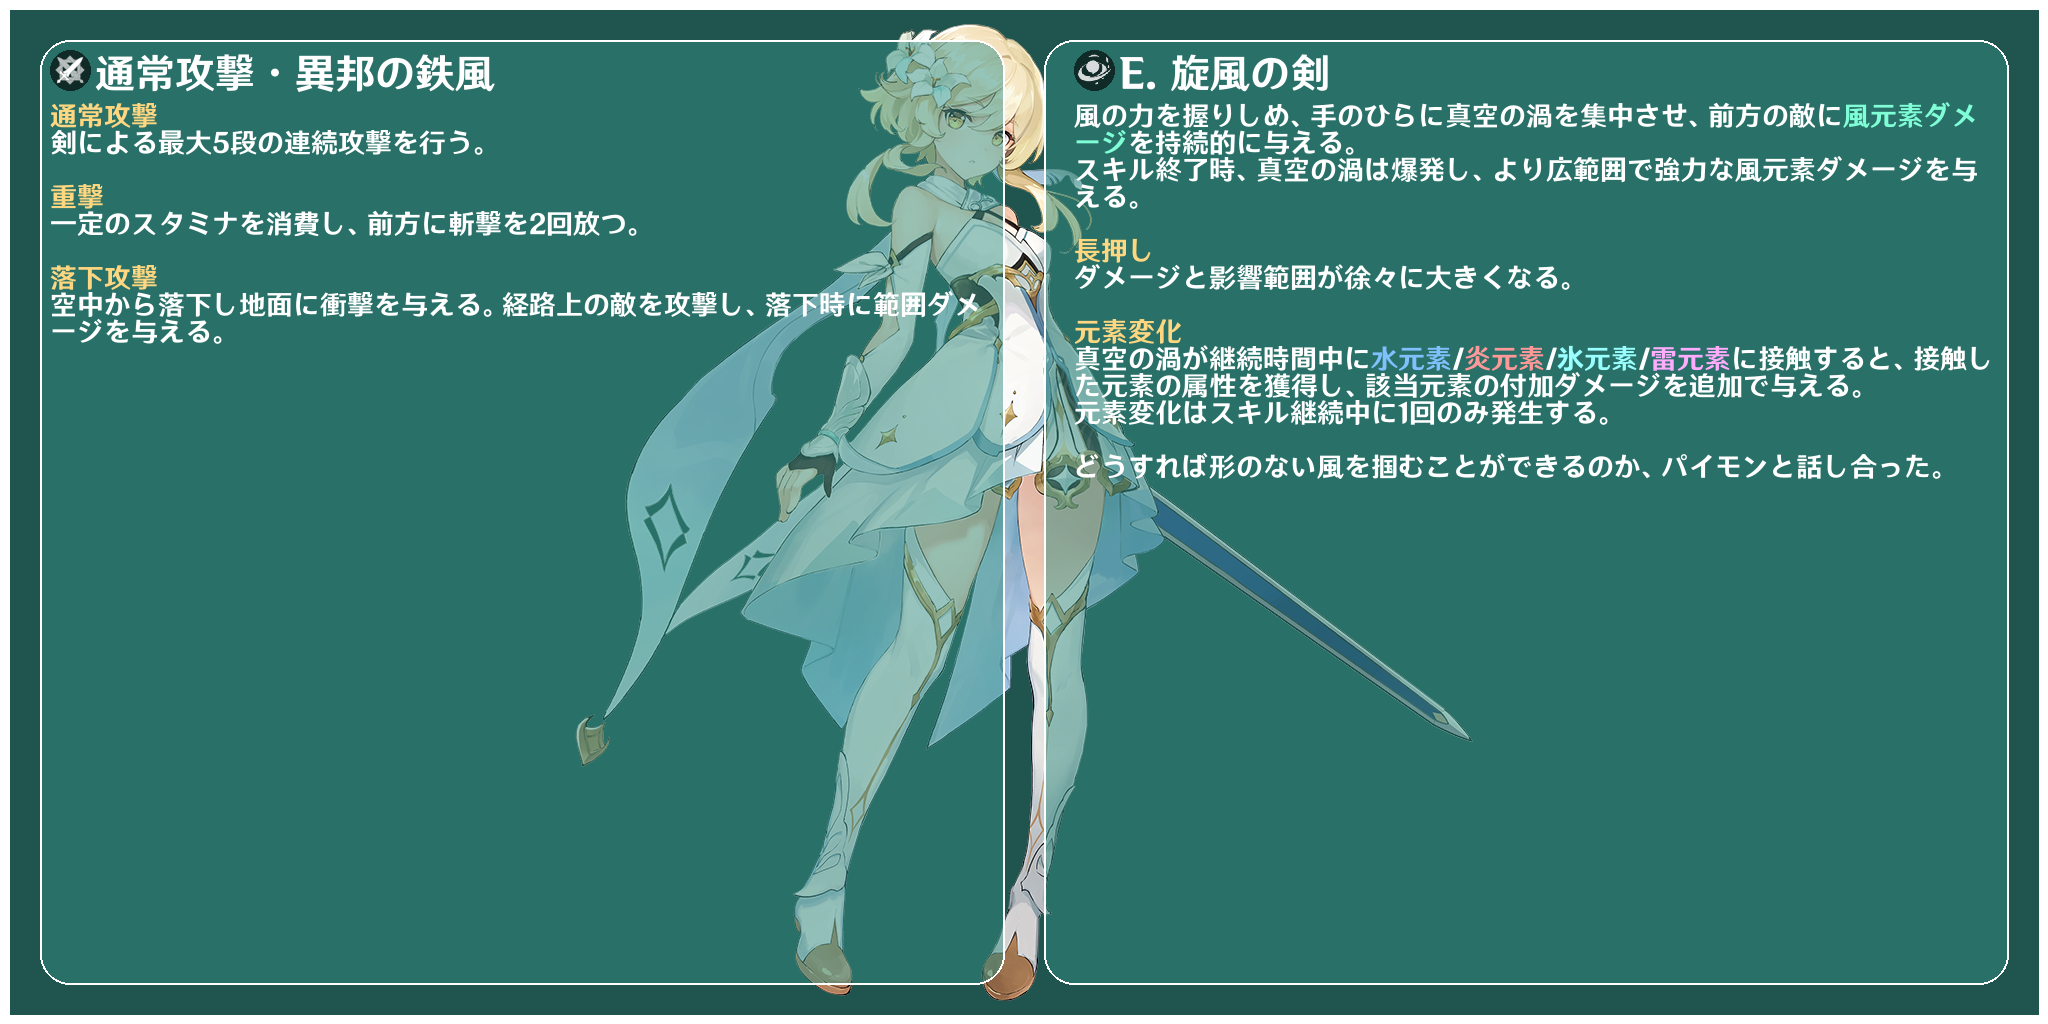 通常攻撃・異邦の鉄風
通常攻撃
剣による最大5段の連続攻撃を行う。
重撃
一定のスタミナを消費し、前方に斬撃を2回放つ。
落下攻撃
空中から落下し地面に衝撃を与える。経路上の敵を攻撃し、落下時に範囲ダメ
ージを与える。
E. 旋風の剣
風の力を握りしめ、手のひらに真空の渦を集中させ、前方の敵に風元素ダメ
ージを持続的に与える。
スキル終了時、真空の渦は爆発し、より広範囲で強力な風元素ダメージを与
える。
長押し
ダメージと影響範囲が徐々に大きくなる。
元素変化
真空の渦が継続時間中に水元素/炎元素/氷元素/雷元素に接触すると、接触し
た元素の属性を獲得し、該当元素の付加ダメージを追加で与える。
元素変化はスキル継続中に1回のみ発生する。
どうすれば形のない風を掴むことができるのか、パイモンと話し合った。